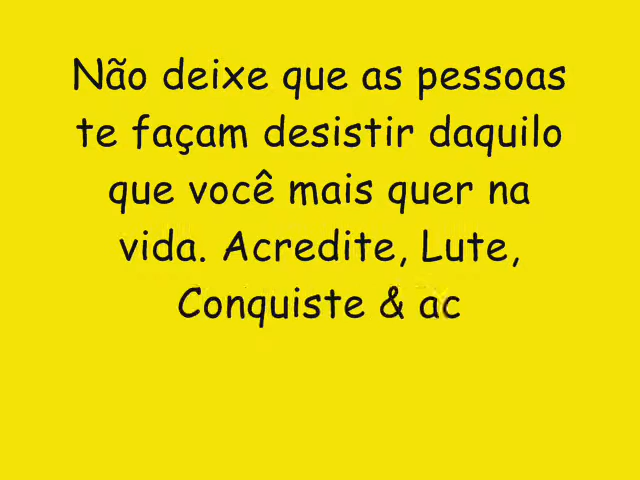 Não deixe que as pessoas
te façam desistir daquilo
que você mais quer na
vida. Acredite, Lute,
Conquiste & ac